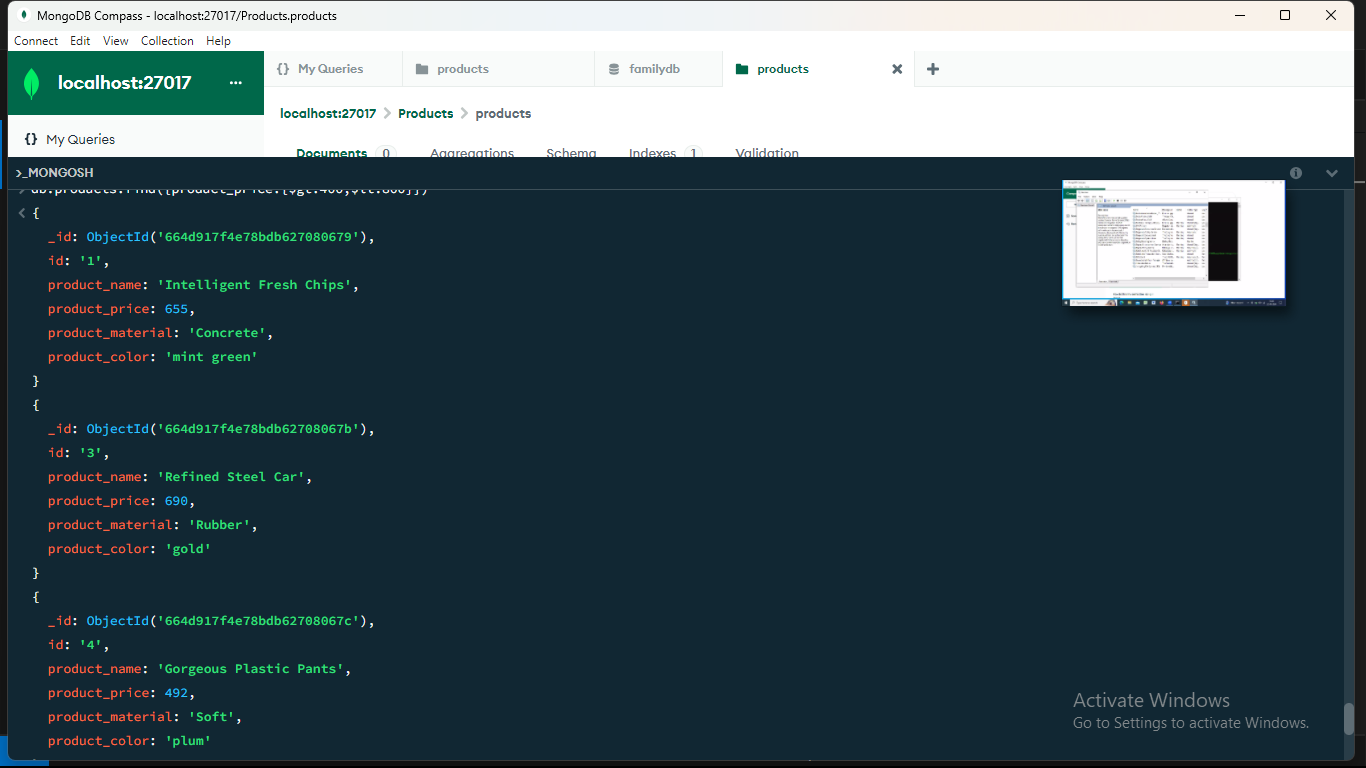 MongoDB Compass - localhost:27017/Products.products
Connect Edit View Collection Help
localhost:27017 ...
{} My Queries products familydb products
localhost:27017 > Products > products
{} My Queries
Documents 0 Aggregations Schema Indexes 1 Validation
>_MONGOSH
db.products.find({product_price:{$gt:400,$lt:800}})
{
_id: ObjectId('664d917f4e78bdb627080679'),
id: '1',
product_name: 'Intelligent Fresh Chips',
product_price: 655,
product_material: 'Concrete',
product_color: 'mint green'
}
{
_id: ObjectId('664d917f4e78bdb62708067b'),
id: '3',
product_name: 'Refined Steel Car',
product_price: 690,
product_material: 'Rubber',
product_color: 'gold'
}
{
_id: ObjectId('664d917f4e78bdb62708067c'),
id: '4',
product_name: 'Gorgeous Plastic Pants',
product_price: 492,
product_material: 'Soft',
product_color: 'plum'
Activate Windows
Go to Settings to activate Windows.